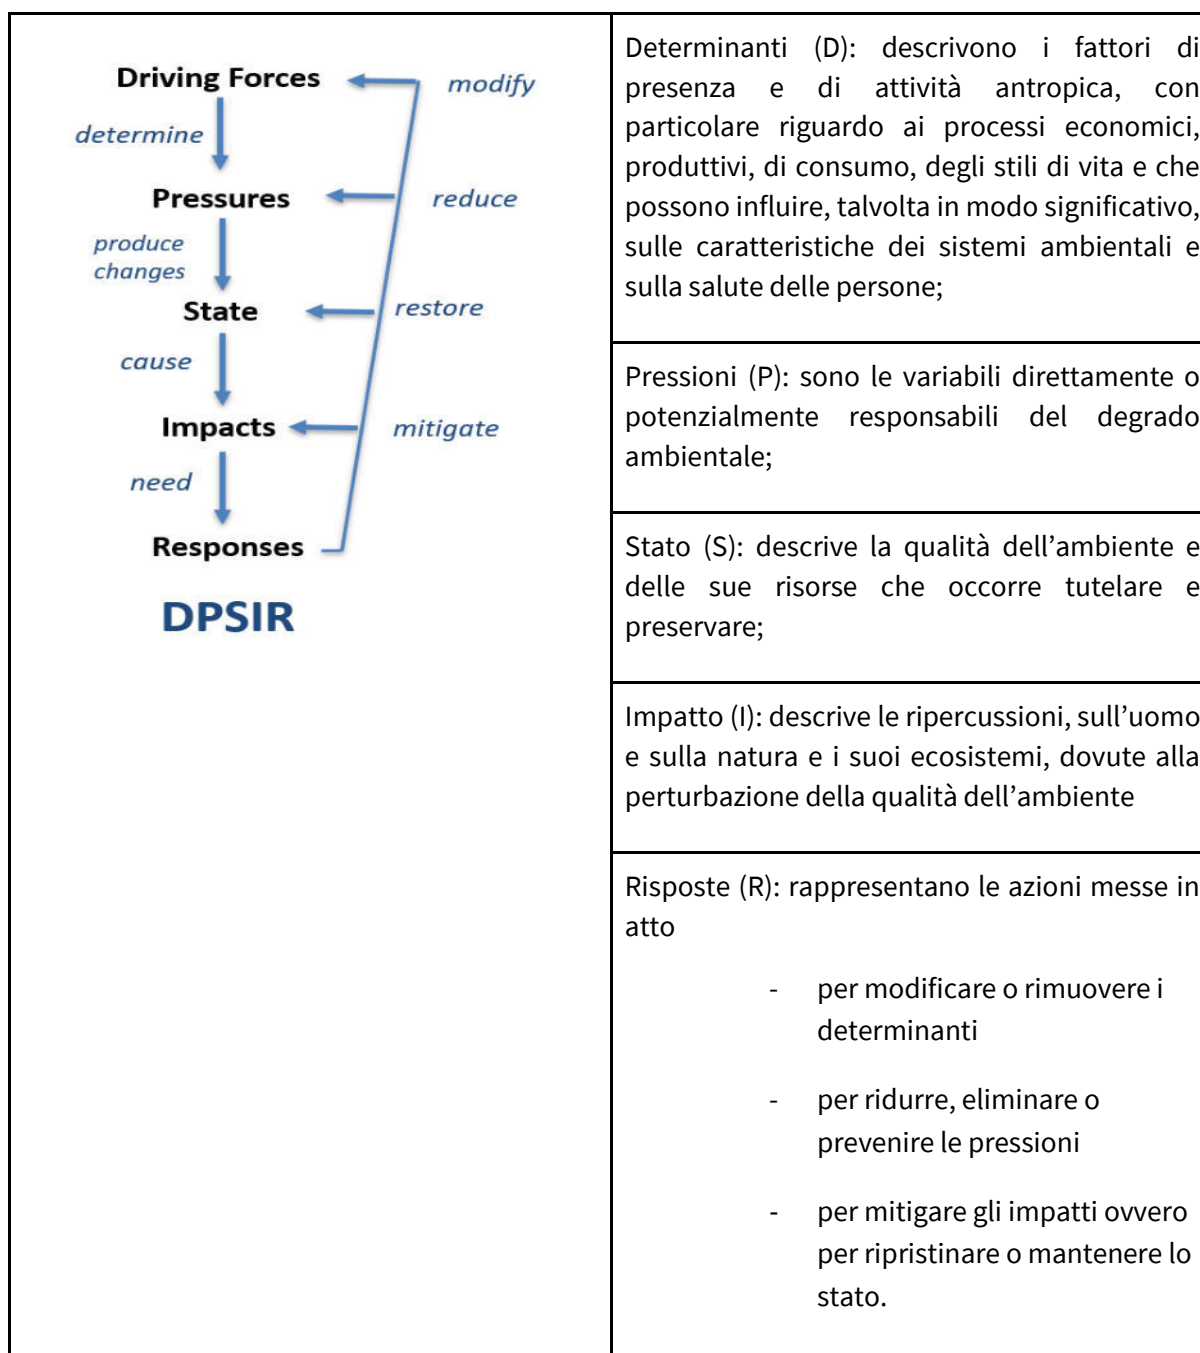 Driving Forces
modify
determine
Pressures
reduce
produce
changes
State
restore
cause
Impacts
mitigate
need
Responses
DPSIR
Determinanti (D): descrivono i fattori di
presenza e di attività antropica, con
particolare riguardo ai processi economici,
produttivi, di consumo, degli stili di vita e che
possono influire, talvolta in modo significativo,
sulle caratteristiche dei sistemi ambientali e
sulla salute delle persone;
Pressioni (P): sono le variabili direttamente o
potenzialmente responsabili del degrado
ambientale;
Stato (S): descrive la qualità dell’ambiente e
delle sue risorse che occorre tutelare e
preservare;
Impatto (I): descrive le ripercussioni, sull’uomo
e sulla natura e i suoi ecosistemi, dovute alla
perturbazione della qualità dell’ambiente
Risposte (R): rappresentano le azioni messe in
atto
- per modificare o rimuovere i
determinanti
- per ridurre, eliminare o
prevenire le pressioni
- per mitigare gli impatti ovvero
per ripristinare o mantenere lo
stato.